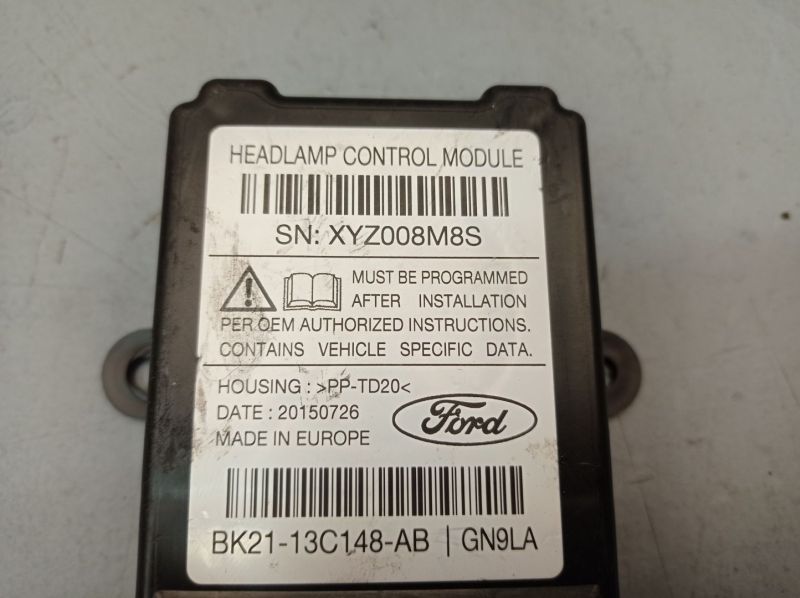 HEADLAMP CONTROL MODULE
SN: XYZ008M8S
MUST BE PROGRAMMED
AFTER INSTALLATION
PER OEM AUTHORIZED INSTRUCTIONS.
CONTAINS VEHICLE SPECIFIC DATA.
HOUSING : >PP-TD20<
DATE : 20150726
Ford
MADE IN EUROPE
BK21-13C148-AB | GN9LA